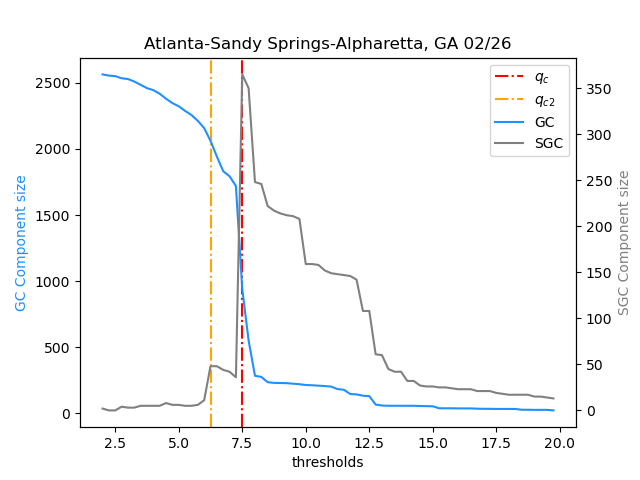 Atlanta-Sandy Springs-Alpharetta, GA 02/26
q_c
q_c2
GC
SGC
GC Component size
2500
2000
1500
1000
500
0
350
300
250
200
150
100
50
0
SGC Component size
2.5 5.0 7.5 10.0 12.5 15.0 17.5 20.0
thresholds